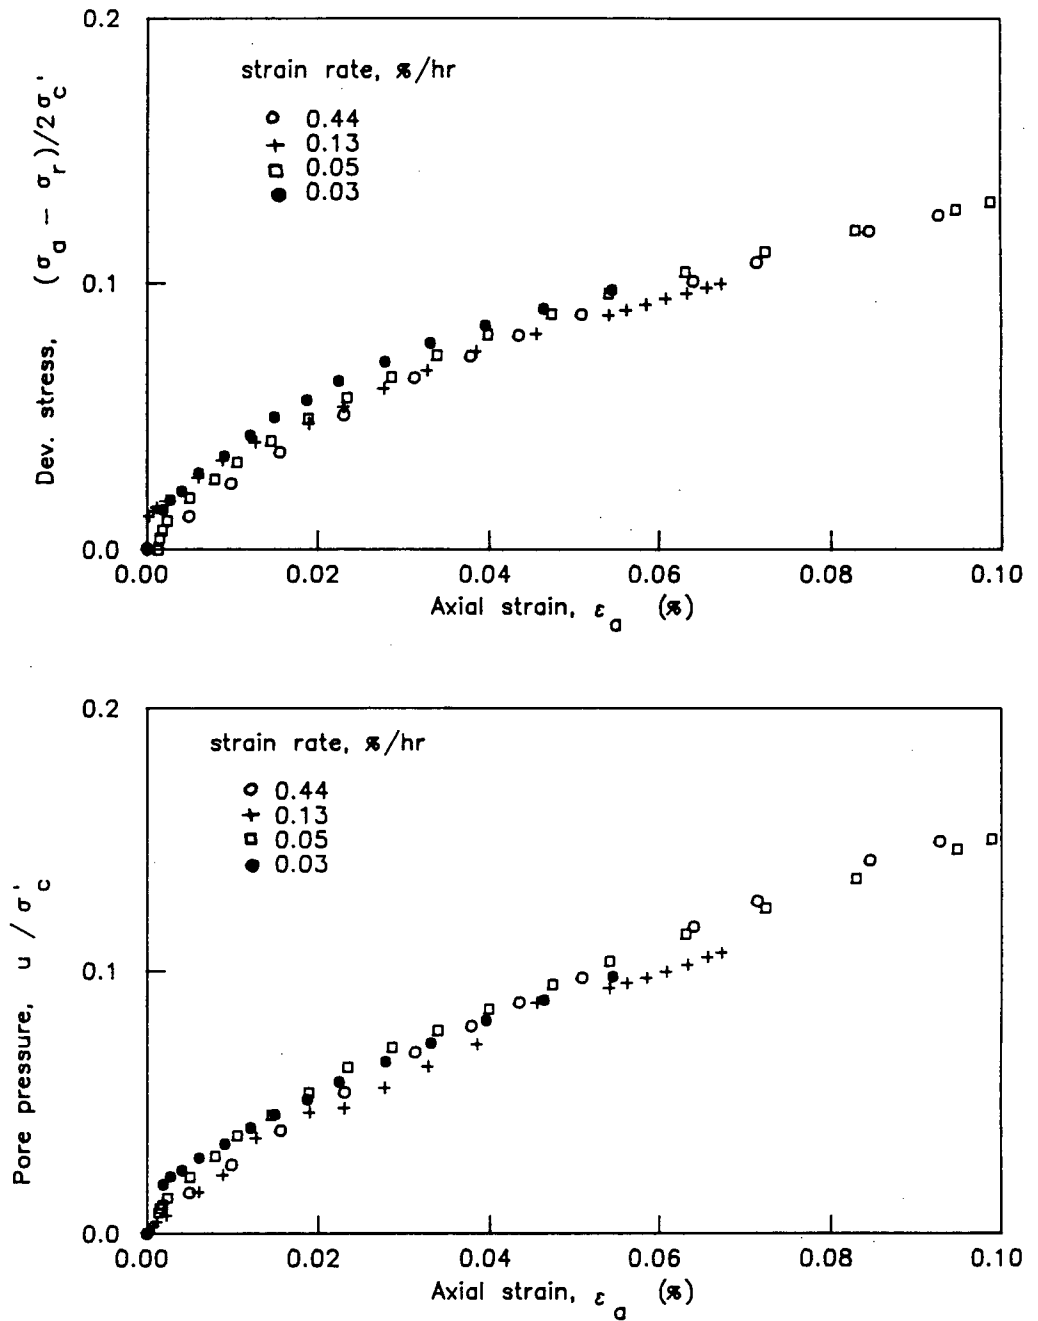 0.2
strain rate, %/hr
0.44
0.13
0.05
0.03
Dev. stress, (σa − σr)/2σc'
0.1
0.0
0.00 0.02 0.04 0.06 0.08 0.10
Axial strain, εa (%)
0.2
strain rate, %/hr
0.44
0.13
0.05
0.03
Pore pressure, u / σc'
0.1
0.0
0.00 0.02 0.04 0.06 0.08 0.10
Axial strain, εa (%)